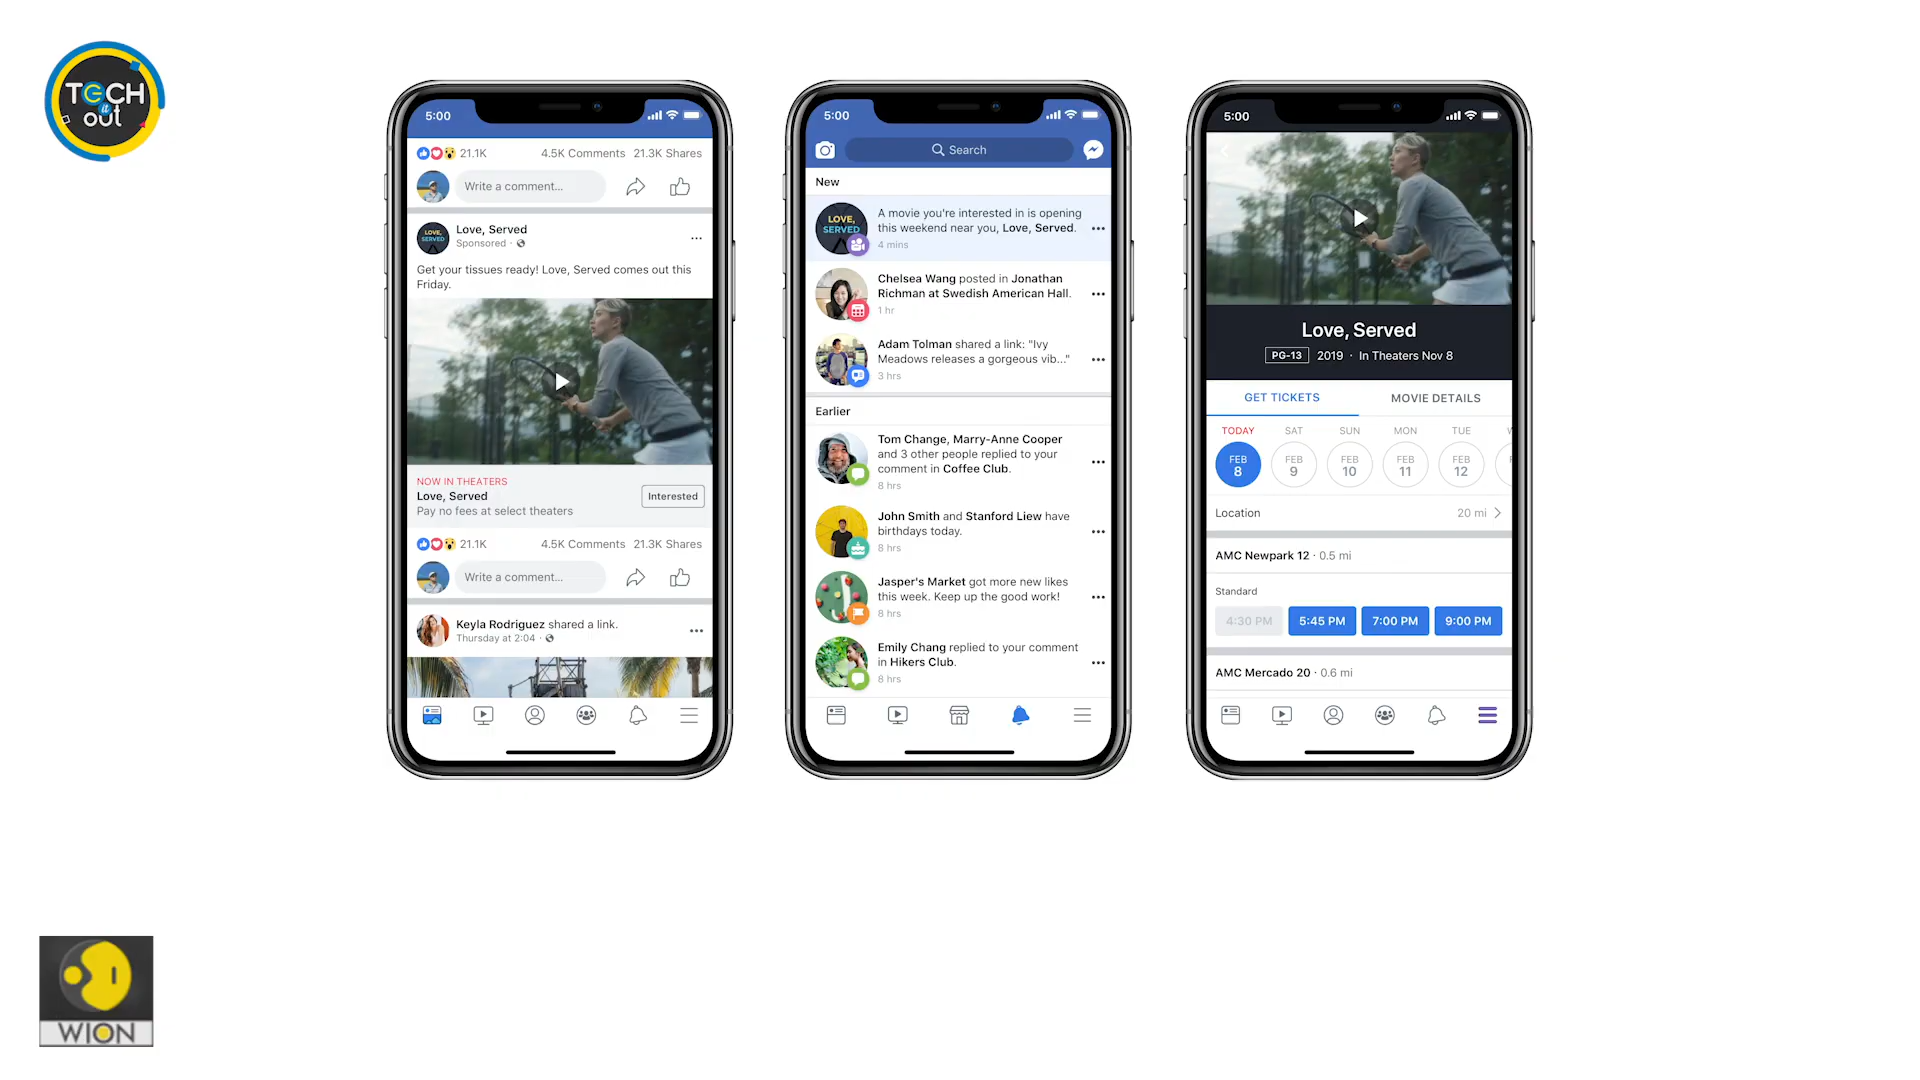 TECH
it
out
5:00
21.1K 4.5K Comments 21.3K Shares
Write a comment...
LOVE, SERVED
Love, Served
Sponsored ·
Get your tissues ready! Love, Served comes out this
Friday.
NOW IN THEATERS
Love, Served
Pay no fees at select theaters
Interested
21.1K 4.5K Comments 21.3K Shares
Write a comment...
Keyla Rodriguez shared a link.
Thursday at 2:04 ·
5:00
Search
New
LOVE,
SERVED
A movie you're interested in is opening
this weekend near you, Love, Served.
4 mins
Chelsea Wang posted in Jonathan
Richman at Swedish American Hall.
1 hr
Adam Tolman shared a link: "Ivy
Meadows releases a gorgeous vib..."
3 hrs
Earlier
Tom Change, Marry-Anne Cooper
and 3 other people replied to your
comment in Coffee Club.
8 hrs
John Smith and Stanford Liew have
birthdays today.
8 hrs
Jasper's Market got more new likes
this week. Keep up the good work!
8 hrs
Emily Chang replied to your comment
in Hikers Club.
8 hrs
5:00
Love, Served
PG-13 2019 · In Theaters Nov 8
GET TICKETS MOVIE DETAILS
TODAY SAT SUN MON TUE
FEB FEB FEB FEB FEB
8 9 10 11 12
Location 20 mi
AMC Newpark 12 · 0.5 mi
Standard
4:30 PM 5:45 PM 7:00 PM 9:00 PM
AMC Mercado 20 · 0.6 mi
WION